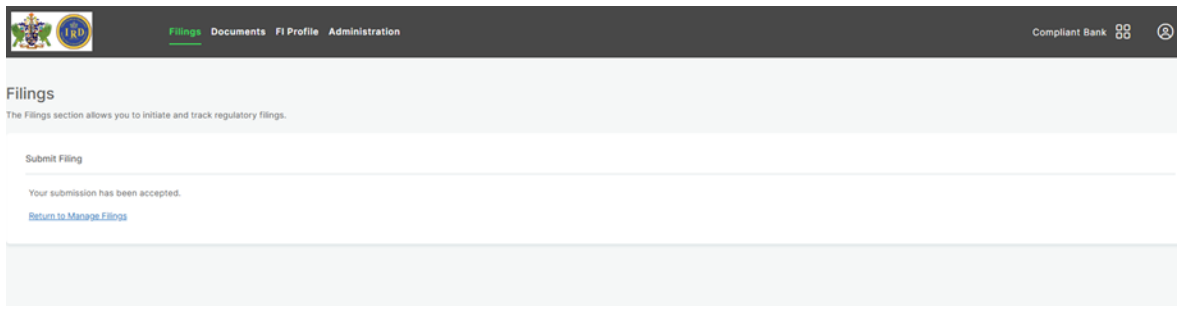 IRD
Filings Documents FI Profile Administration
Compliant Bank
Filings
The Filings section allows you to initiate and track regulatory filings.
Submit Filing
Your submission has been accepted.
Return to Manage Filings